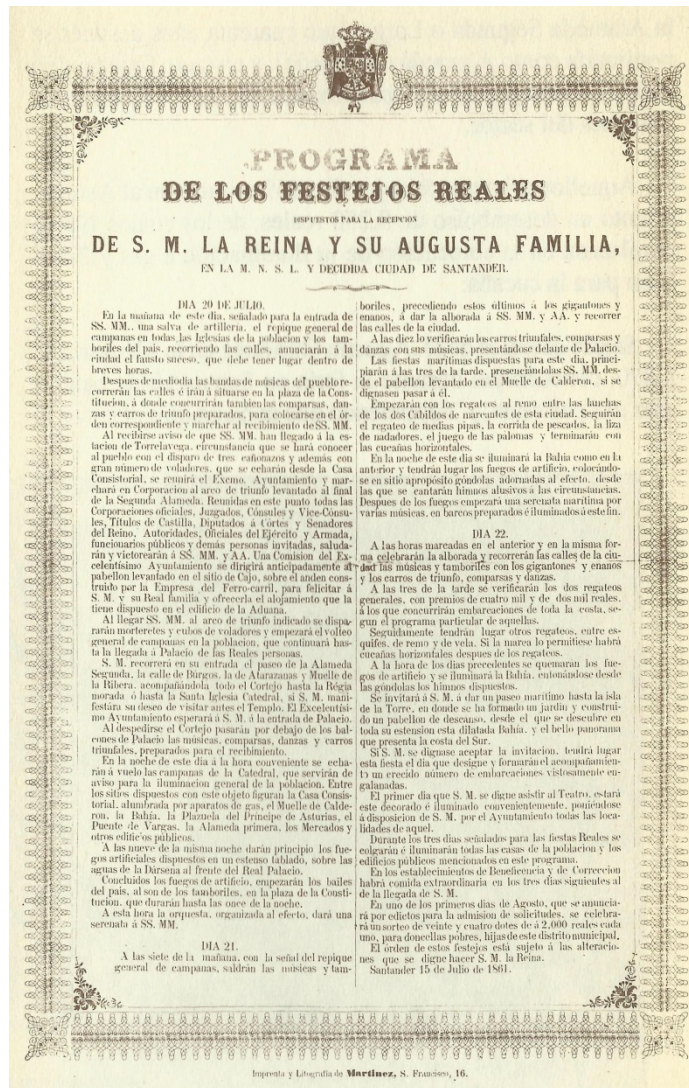 PROGRAMA
DE LOS FESTEJOS REALES
DISPUESTOS PARA LA RECEPCION
DE S. M. LA REINA Y SU AUGUSTA FAMILIA,
EN LA M. N. S. L. Y DECIDIDA CIUDAD DE SANTANDER.
DIA 20 DE JULIO.
En la mañana de este dia, señalado para la entrada de
SS. MM., una salva de artillería, el repique general de
campanas en todas las Iglesias de la poblacion y los tam-
boriles del pais, recorriendo las calles, anunciarán á la
ciudad el fausto suceso, que debe tener lugar dentro de
breves horas.
Despues de mediodia las bandas de músicas del pueblo re-
correrán las calles é irán á situarse en la plaza de la Cons-
titucion, á donde concurrirán tambien las comparsas, dan-
zas y carros de triunfo preparados, para colocarse en el ór-
den correspondiente y marchar al recibimiento de SS. MM.
Al recibirse aviso de que SS. MM. han llegado á la es-
tacion de Torrelavega, circunstancia que se hará conocer
al pueblo con el disparo de tres cañonazos y además con
gran número de voladores, que se echarán desde la Casa
Consistorial, se reunirá el Excmo. Ayuntamiento y mar-
chará en Corporacion al arco de triunfo levantado al final
de la Segunda Alameda. Reunidas en este punto todas las
Corporaciones oficiales, Juzgados, Cónsules y Vice-Cónsu-
les, Títulos de Castilla, Diputados á Córtes y Senadores
del Reino, Autoridades, Oficiales del Ejército y Armada,
funcionarios públicos y demás personas invitadas, saluda-
rán y victorearán á SS. MM. y AA. Una Comision del Ex-
celentísimo Ayuntamiento se dirigirá anticipadamente al
pabellon levantado en el sitio de Cajo, sobre el anden cons-
truido por la Empresa del Ferro-carril, para felicitar á
S. M. y su Real familia y ofrecerla el alojamiento que la
tiene dispuesto en el edificio de la Aduana.
Al llegar SS. MM. al arco de triunfo indicado se dispa-
rarán morteretes y cubos de voladores y empezará el volteo
general de campanas en la poblacion, que continuará has-
ta la llegada á Palacio de las Reales personas.
S. M. recorrerá en su entrada el paseo de la Alameda
Segunda, la calle de Búrgos, la de Atarazanas y Muelle de
la Ribera, acompañándola todo el Cortejo hasta la Régia
morada ó hasta la Santa Iglesia Catedral, si S. M. mani-
festára su deseo de visitar antes el Templo. El Excelentísi-
mo Ayuntamiento esperará á S. M. á la entrada de Palacio.
Al despedirse el Cortejo pasarán por debajo de los bal-
cones de Palacio las músicas, comparsas, danzas y carros
triunfales, preparados para el recibimiento.
En la noche de este dia á la hora conveniente se echa-
rán á vuelo las campanas de la Catedral, que servirán de
aviso para la iluminacion general de la poblacion. Entre
los sitios dispuestos con este objeto figuran la Casa Consis-
torial, alumbrada por aparatos de gas, el Muelle de Calde-
ron, la Bahía, la Plazuela del Príncipe de Asturias, el
Puente de Vargas, la Alameda primera, los Mercados y
otros edificios públicos.
A las nueve de la misma noche darán principio los fue-
gos artificiales dispuestos en un estenso tablado, sobre las
aguas de la Dársena al frente del Real Palacio.
Concluidos los fuegos de artificio, empezarán los bailes
del pais, al son de los tamboriles, en la plaza de la Consti-
tucion, que durarán hasta las once de la noche.
A esta hora la orquesta, organizada al efecto, dará una
serenata á SS. MM.
DIA 21.
A las siete de la mañana, con la señal del repique
general de campanas, saldrán las músicas y tam-
boriles, precediendo estos últimos á los gigantones y
enanos, á dar la alborada á SS. MM. y AA. y recorrer
las calles de la ciudad.
A las diez lo verificarán los carros triunfales, comparsas y
danzas con sus músicas, presentándose delante de Palacio.
Las fiestas marítimas dispuestas para este dia, princi-
piarán á las tres de la tarde, presenciándolas SS. MM. des-
de el pabellon levantado en el Muelle de Calderon, si se
dignasen pasar á él.
Empezarán con los regateos al remo entre las lanchas
de los dos Cabildos de mareantes de esta ciudad. Seguirán
el regateo de medias pipas, la corrida de pescados, la liza
de nadadores, el juego de las palomas y terminarán con
las cucañas horizontales.
En la noche de este dia se iluminará la Bahia como en la
anterior y tendrán lugar los fuegos de artificio, colocándo-
se en sitio apropósito góndolas adornadas al efecto, desde
las que se cantarán himnos alusivos á las circunstancias.
Despues de los fuegos empezará una serenata marítima por
varias músicas, en barcos preparados é iluminados á este fin.
DIA 22.
A las horas marcadas en el anterior y en la misma for-
ma celebrarán la alborada y recorrerán las calles de la ciu-
dad las músicas y tamboriles con los gigantones y enanos
y los carros de triunfo, comparsas y danzas.
A las tres de la tarde se verificarán los dos regateos
generales, con premios de cuatro mil y de dos mil reales,
á los que concurrirán embarcaciones de toda la costa, se-
gun el programa particular de aquellas.
Seguidamente tendrán lugar otros regateos, entre es-
quifes, de remo y de vela. Si la marea lo permitiese habrá
cucañas horizontales despues de los regateos.
A la hora de los dias precedentes se quemarán los fue-
gos de artificio y se iluminará la Bahía, entonándose desde
las góndolas los himnos dispuestos.
Se invitará á S. M. á dar un paseo marítimo hasta la isla
de la Torre, en donde se ha formado un jardin y construi-
do un pabellon de descanso, desde el que se descubre en
toda su estension esta dilatada Bahía, y el bello panorama
que presenta la costa del Sur.
Si S. M. se dignase aceptar la invitacion, tendrá lugar
esta fiesta el dia que designe y formarán el acompañamien-
to un crecido número de embarcaciones vistosamente en-
galanadas.
El primer dia que S. M. se digne asistir al Teatro, estará
este decorado é iluminado convenientemente, poniéndose
á disposicion de S. M. por el Ayuntamiento todas las loca-
lidades de aquel.
Durante los tres dias señalados para las fiestas Reales se
colgarán é iluminarán todas las casas de la poblacion y los
edificios públicos mencionados en este programa.
En los establecimientos de Beneficencia y de Correccion
habrá comida extraordinaria en los tres dias siguientes al
de la llegada de S. M.
En uno de los primeros dias de Agosto, que se anuncia-
rá por edictos para la admision de solicitudes, se celebra-
rá un sorteo de veinte y cuatro dotes de á 2,000 reales cada
uno, para doncellas pobres, hijas de este distrito municipal.
El órden de estos festejos está sujeto á las alteracio-
nes que se digne hacer S. M. la Reina.
Santander 15 de Julio de 1861.
Imprenta y Litografía de Martinez, S. Francisco, 16.